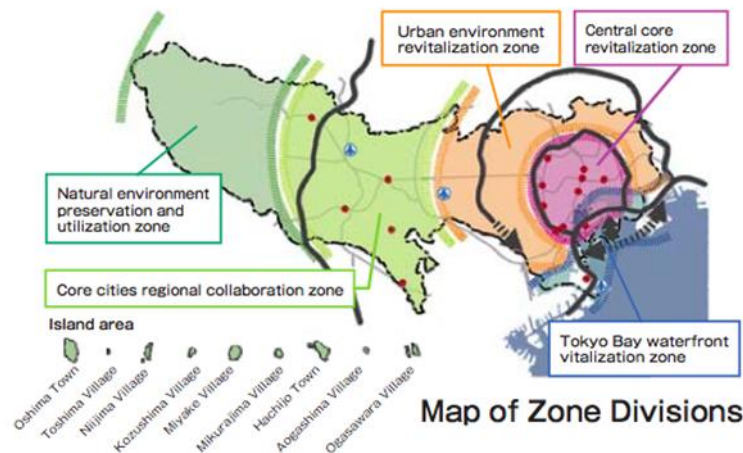 Urban environment
revitalization zone
Central core
revitalization zone
Natural environment
preservation and
utilization zone
Core cities regional collaboration zone
Tokyo Bay waterfront
vitalization zone
Island area
Oshima Town
Toshima Village
Niijima Village
Kozushima Village
Miyake Village
Mikurajima Village
Hachijo Town
Aogashima Village
Ogasawara Village
Map of Zone Divisions